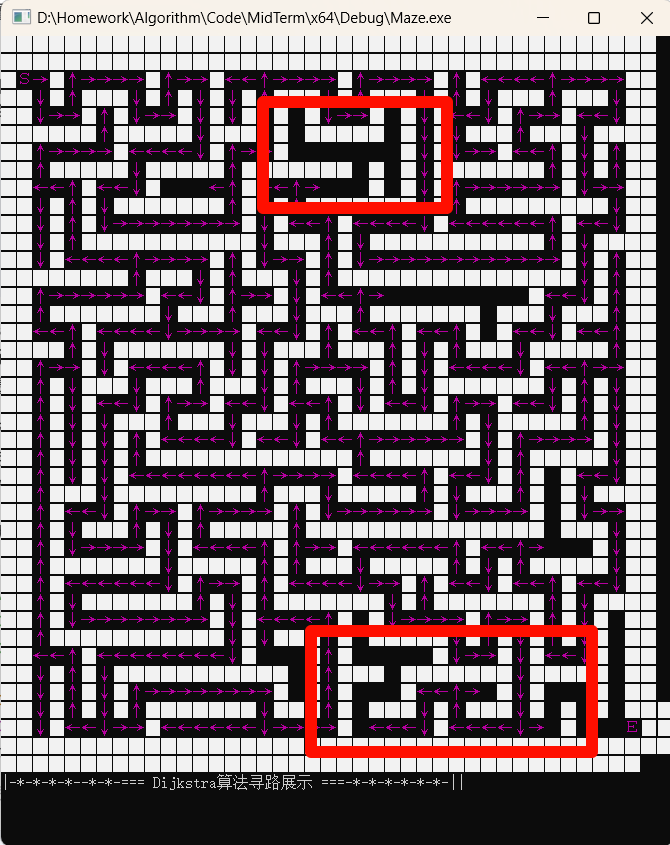 D:\Homework\Algorithm\Code\MidTerm\x64\Debug\Maze.exe
S
E
|-*-*-*-*--*-*-=== Dijkstra算法寻路展示 ===-*-*-*-*-*-*-||